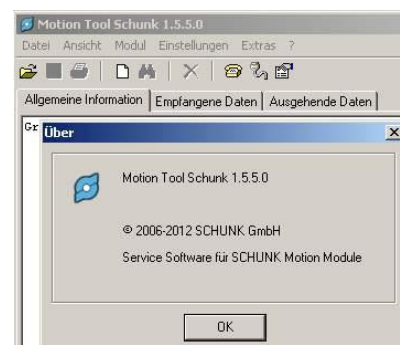 Motion Tool Schunk 1.5.5.0
Datei Ansicht Modul Einstellungen Extras ?
Allgemeine Information Empfangene Daten Ausgehende Daten
Gr
Über
Motion Tool Schunk 1.5.5.0
© 2006-2012 SCHUNK GmbH
Service Software für SCHUNK Motion Module
OK